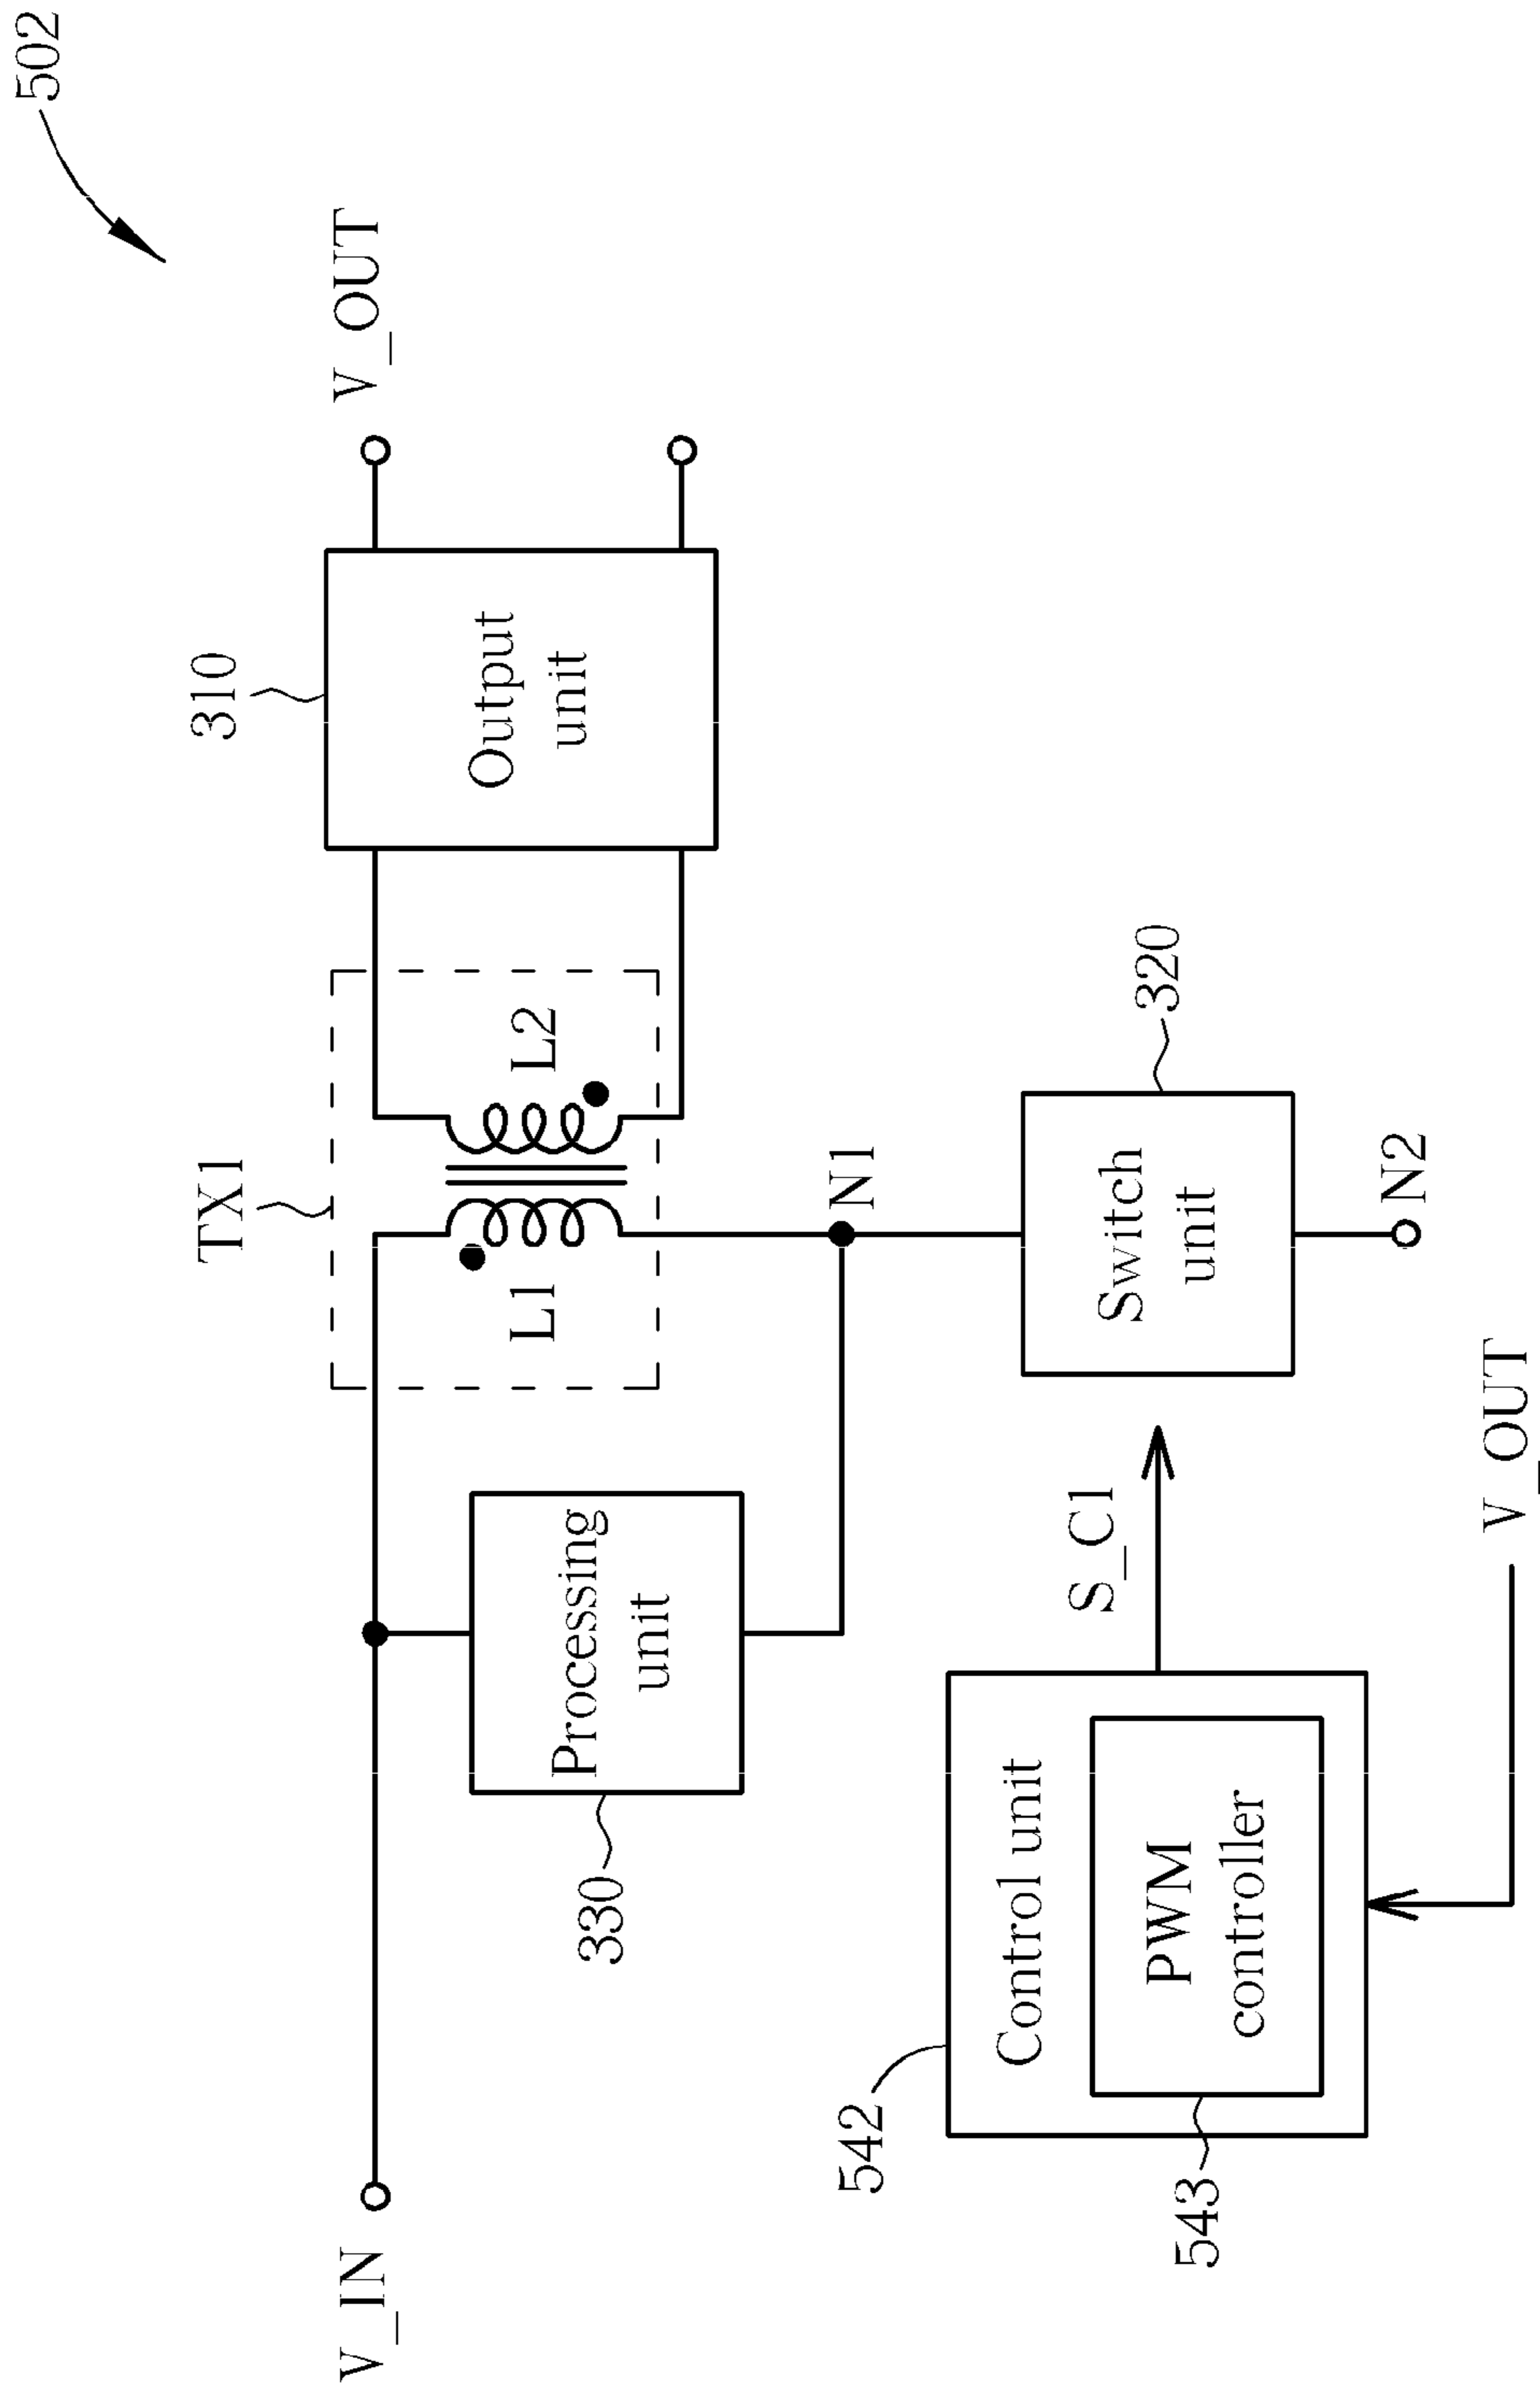 502
V_IN
V_OUT
TX1
310
L1
L2
Output
unit
330
Processing
unit
N1
320
Switch
unit
N2
S_C1
542
Control unit
543
PWM
controller
V_OUT